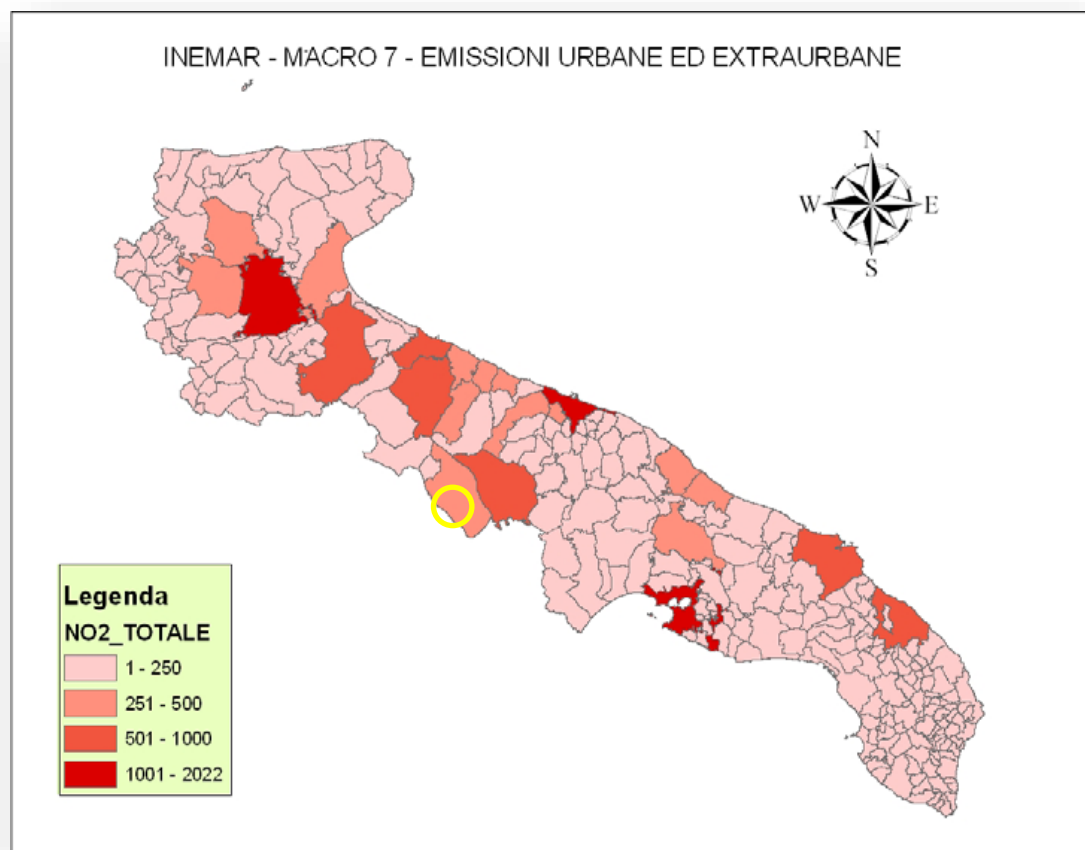 INEMAR - MACRO 7 - EMISSIONI URBANE ED EXTRAURBANE
N
W
E
S
Legenda
NO2_TOTALE
1 - 250
251 - 500
501 - 1000
1001 - 2022